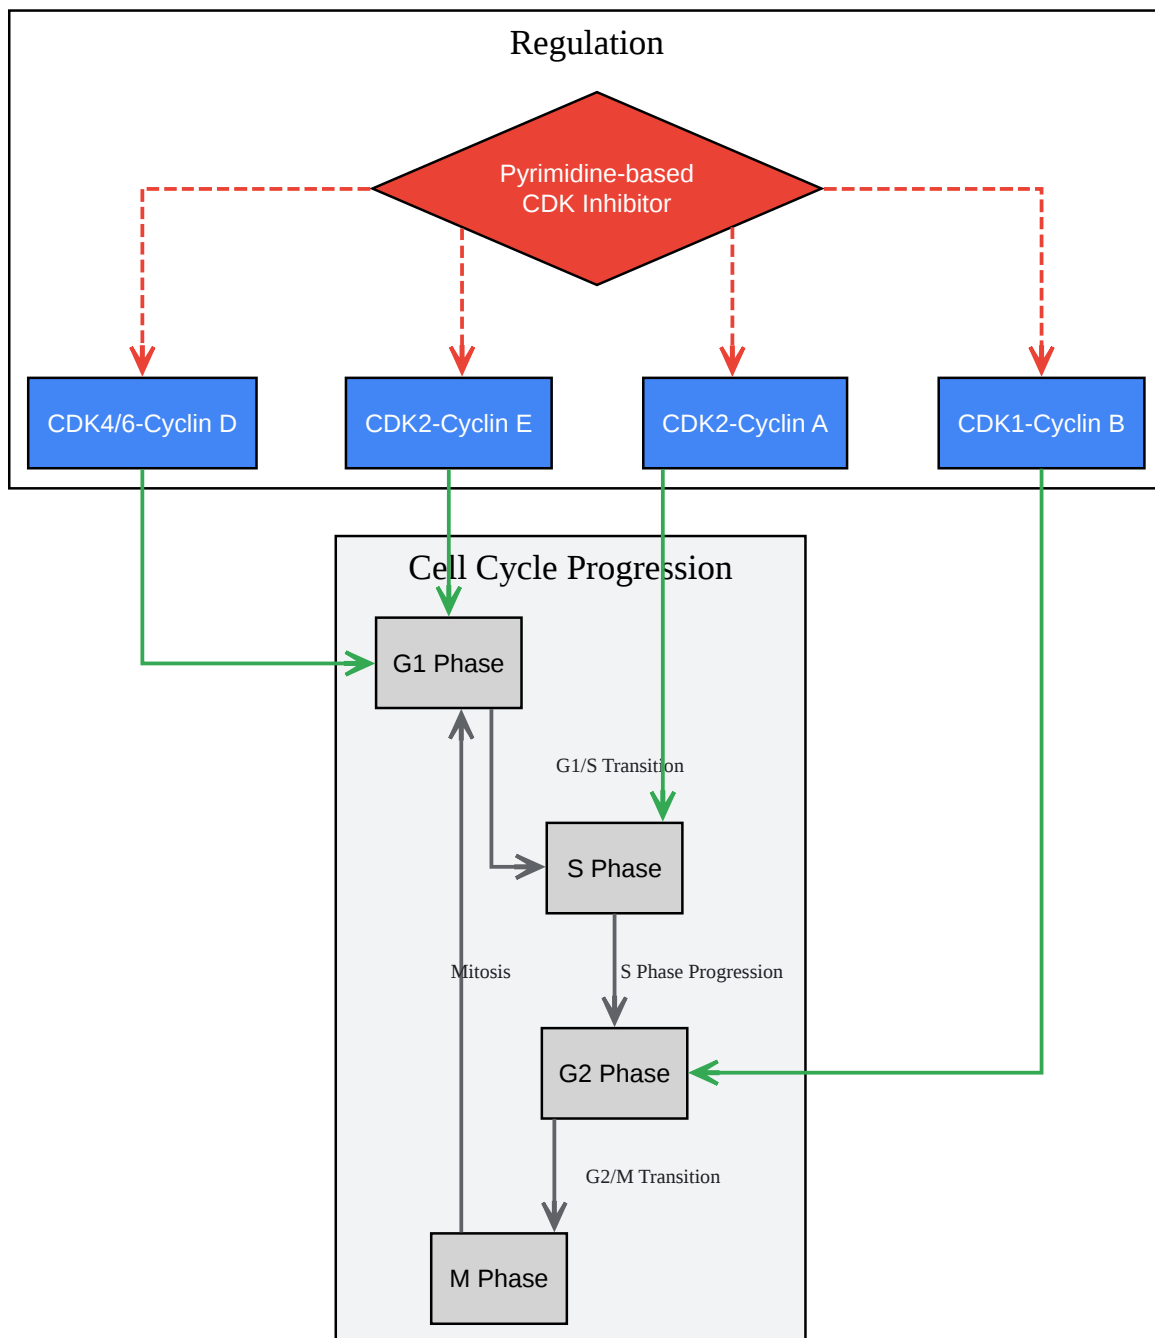 Regulation
Pyrimidine-based
CDK Inhibitor
CDK4/6-Cyclin D
CDK2-Cyclin E
CDK2-Cyclin A
CDK1-Cyclin B
Cell Cycle Progression
G1 Phase
G1/S Transition
S Phase
Mitosis
S Phase Progression
G2 Phase
G2/M Transition
M Phase